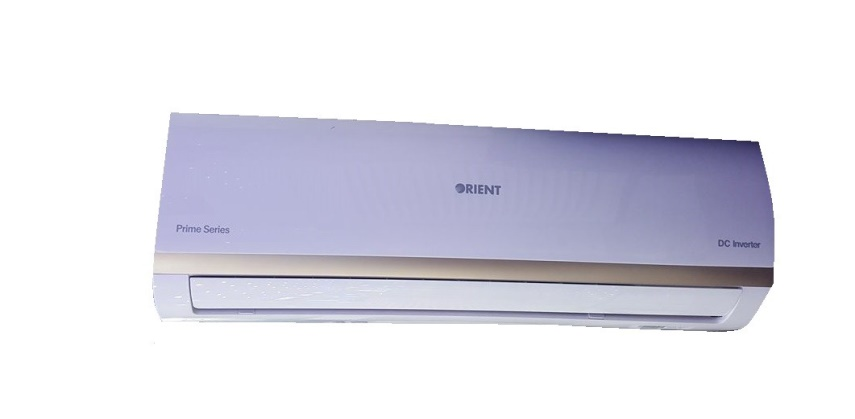 ORIENT
Prime Series
DC Inverter